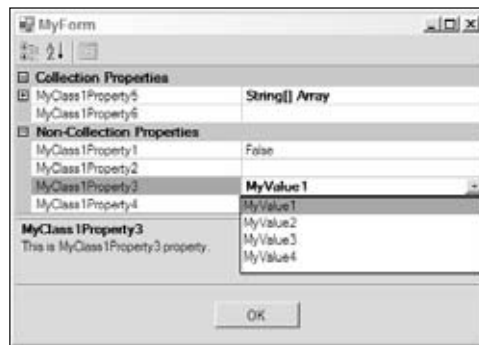 MyForm
Collection Properties
MyClass1Property5 String[] Array
MyClass1Property6
Non-Collection Properties
MyClass1Property1 False
MyClass1Property2
MyClass1Property3 MyValue1
MyClass1Property4 MyValue1
MyValue2
MyValue3
MyValue4
MyClass1Property3
This is MyClass1Property3 property.
OK